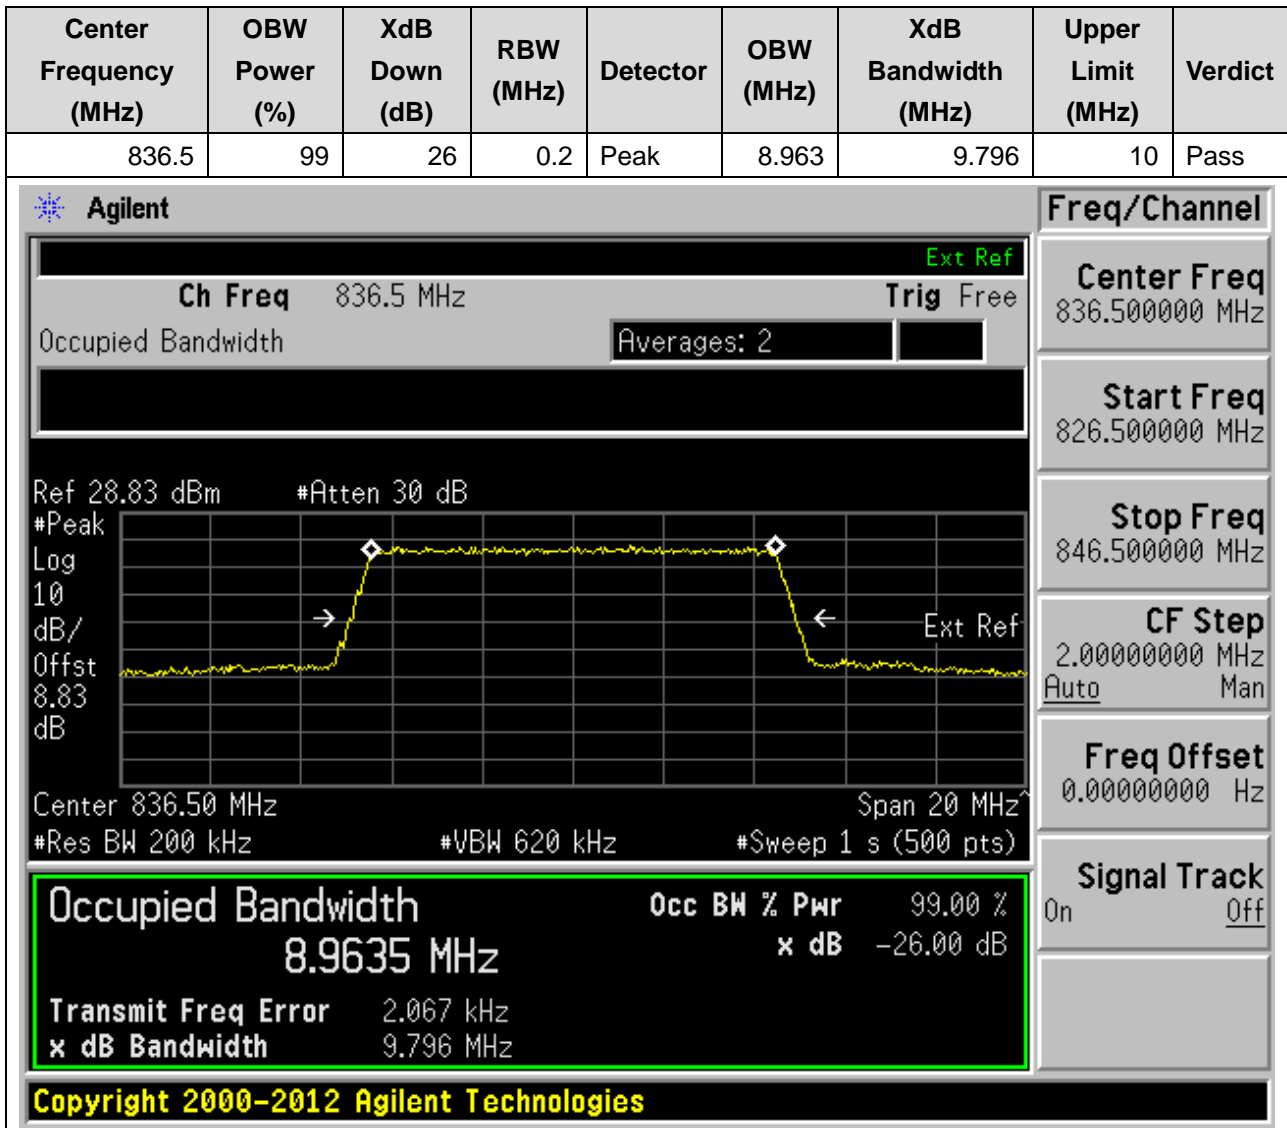 Center Frequency (MHz) OBW Power (%) XdB Down (dB) RBW (MHz) Detector OBW (MHz) XdB Bandwidth (MHz) Upper Limit (MHz) Verdict
836.5 99 26 0.2 Peak 8.963 9.796 10 Pass
Agilent
Freq/Channel
Ext Ref
Ch Freq 836.5 MHz Trig Free
Occupied Bandwidth Averages: 2
Center Freq
836.500000 MHz
Start Freq
826.500000 MHz
Stop Freq
846.500000 MHz
CF Step
2.00000000 MHz
Auto Man
Freq Offset
0.00000000 Hz
Signal Track
On Off
Ref 28.83 dBm #Atten 30 dB
#Peak
Log
10
dB/
Offst
8.83
dB
Ext Ref
Center 836.50 MHz Span 20 MHz^
#Res BW 200 kHz #VBW 620 kHz #Sweep 1 s (500 pts)
Occupied Bandwidth
8.9635 MHz
Occ BW % Pwr 99.00 %
x dB -26.00 dB
Transmit Freq Error 2.067 kHz
x dB Bandwidth 9.796 MHz
Copyright 2000-2012 Agilent Technologies